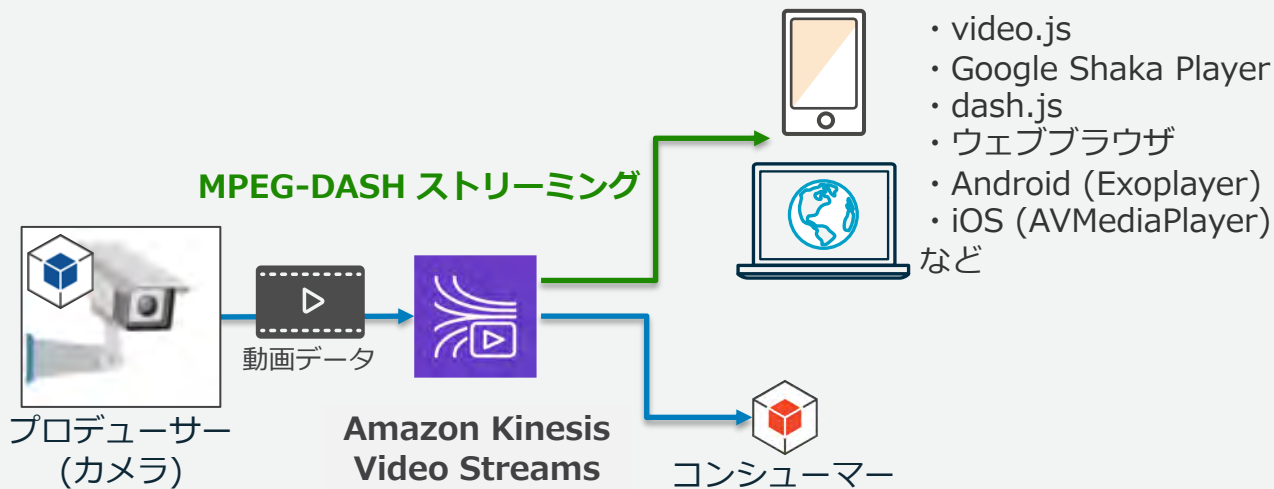 ・video.js
・Google Shaka Player
・dash.js
・ウェブブラウザ
・Android (Exoplayer)
・iOS (AVMediaPlayer)
など
MPEG-DASH ストリーミング
動画データ
プロデューサー
(カメラ)
Amazon Kinesis
Video Streams
コンシューマー